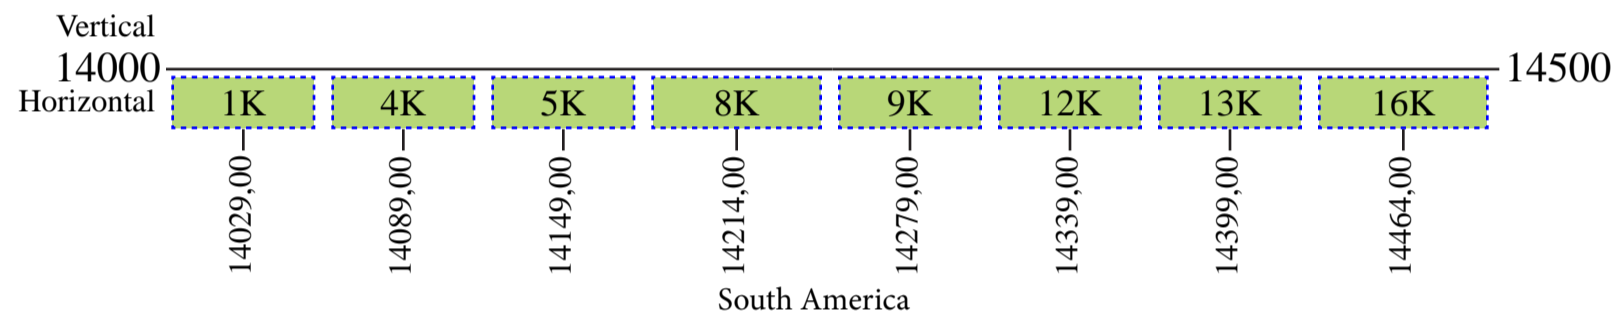 Vertical
14000 14500
Horizontal 1K 4K 5K 8K 9K 12K 13K 16K
14029,00 14089,00 14149,00 14214,00 14279,00 14339,00 14399,00 14464,00
South America